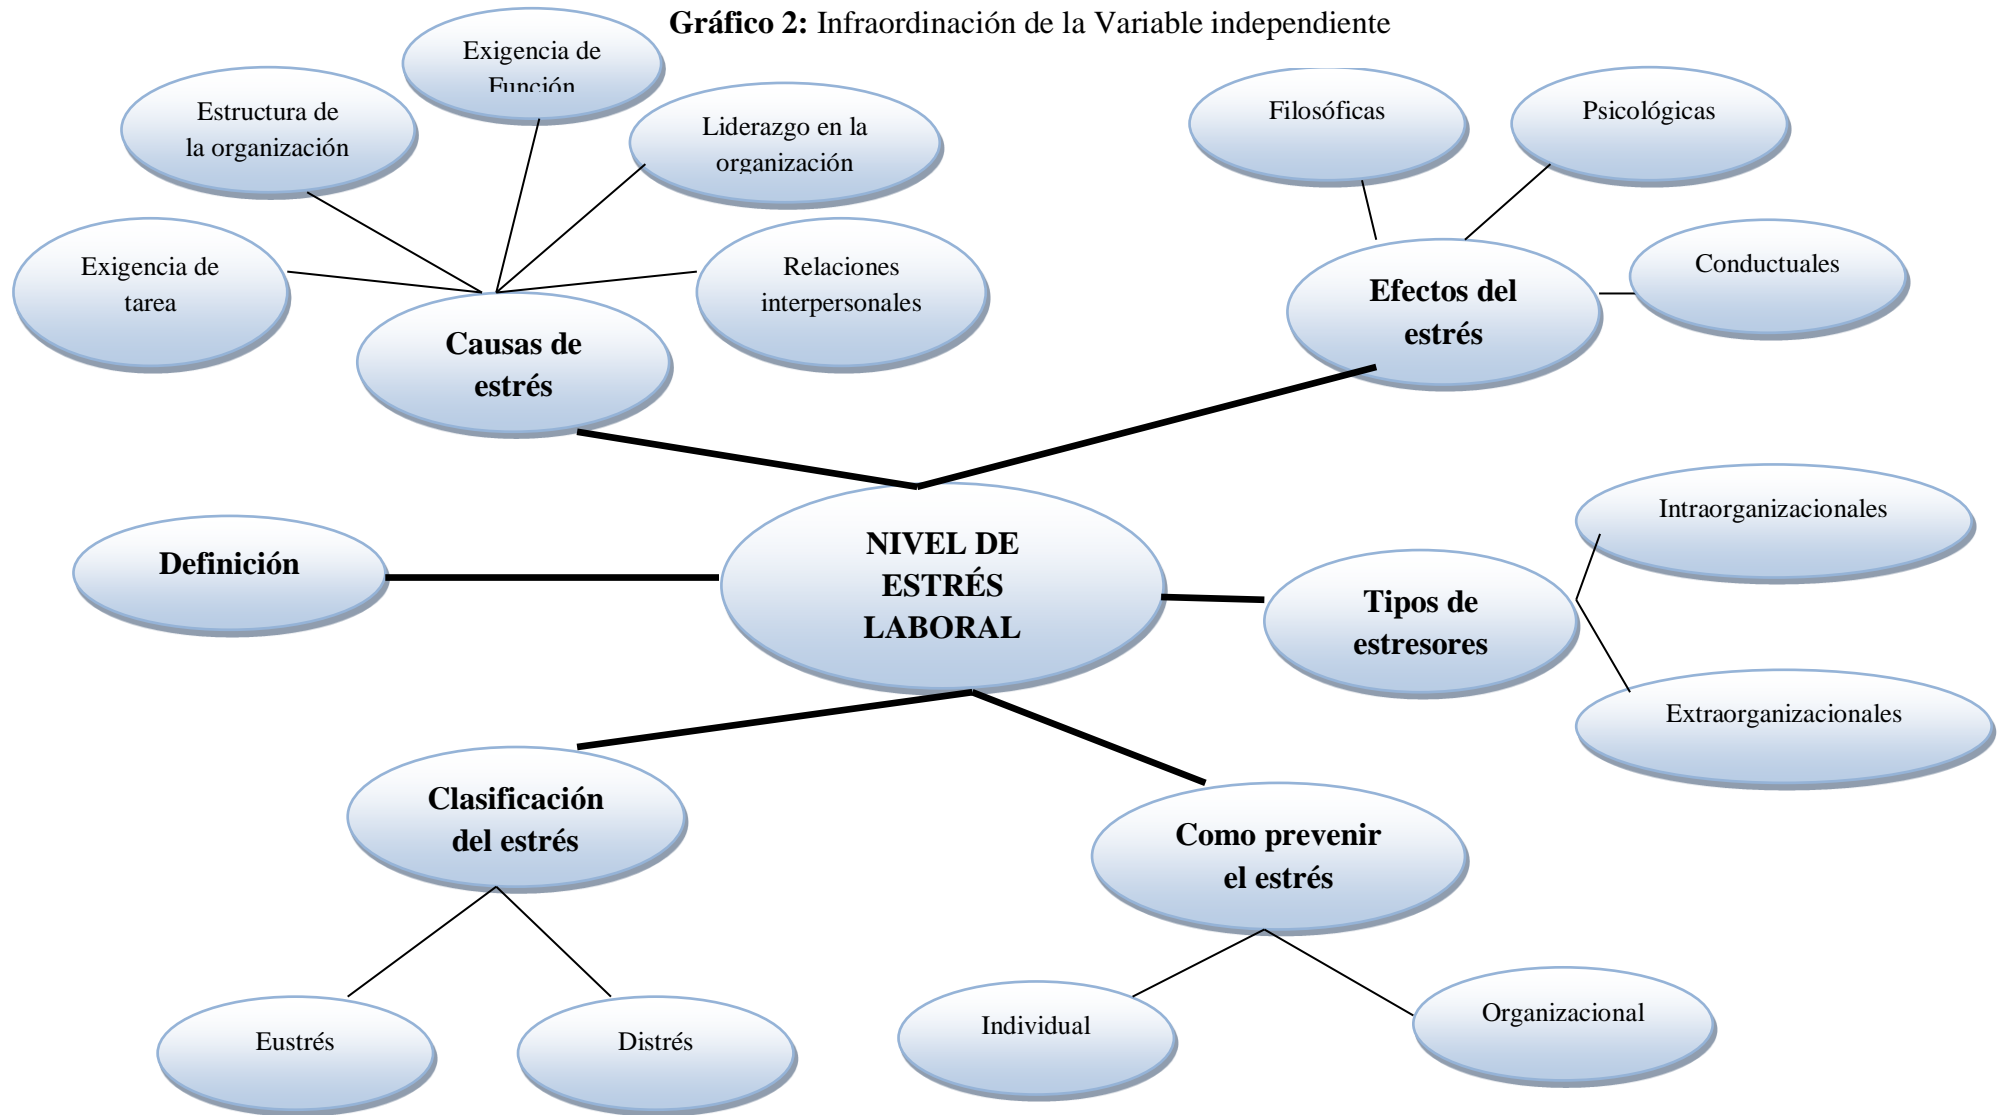 Gráfico 2: Infraordinación de la Variable independiente
Exigencia de
Función
Estructura de
la organización
Liderazgo en la
organización
Exigencia de
tarea
Relaciones
interpersonales
Causas de
estrés
Filosóficas
Psicológicas
Conductuales
Efectos del
estrés
NIVEL DE
ESTRÉS
LABORAL
Definición
Intraorganizacionales
Tipos de
estresores
Extraorganizacionales
Clasificación
del estrés
Como prevenir
el estrés
Eustrés
Distrés
Individual
Organizacional